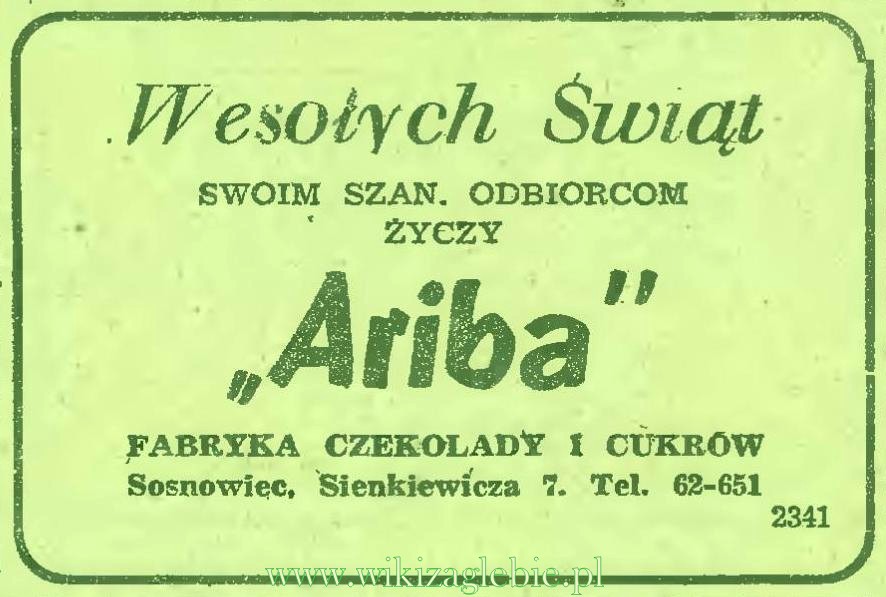 Wesołych Świąt
SWOIM SZAN. ODBIORCOM
ŻYCZY
„Ariba"
FABRYKA CZEKOLADY I CUKRÓW
Sosnowiec, Sienkiewicza 7. Tel. 62-651
2341
www.wikizaglebie.pl